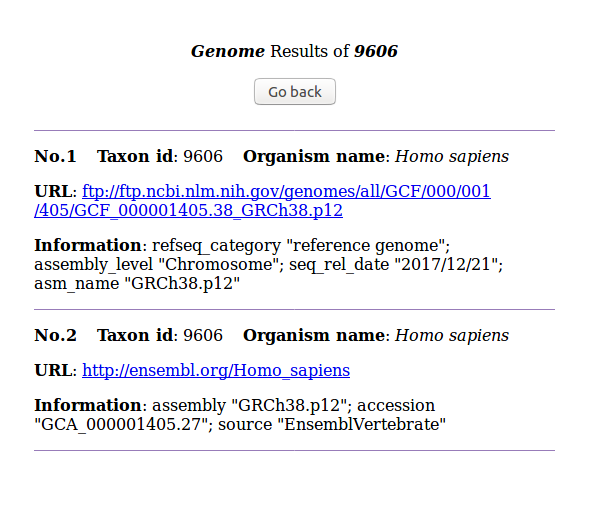 Genome Results of 9606
Go back
No.1 Taxon id: 9606 Organism name: Homo sapiens
URL: ftp://ftp.ncbi.nlm.nih.gov/genomes/all/GCF/000/001
/405/GCF_000001405.38_GRCh38.p12
Information: refseq_category "reference genome";
assembly_level "Chromosome"; seq_rel_date "2017/12/21";
asm_name "GRCh38.p12"
No.2 Taxon id: 9606 Organism name: Homo sapiens
URL: http://ensembl.org/Homo_sapiens
Information: assembly "GRCh38.p12"; accession
"GCA_000001405.27"; source "EnsemblVertebrate"